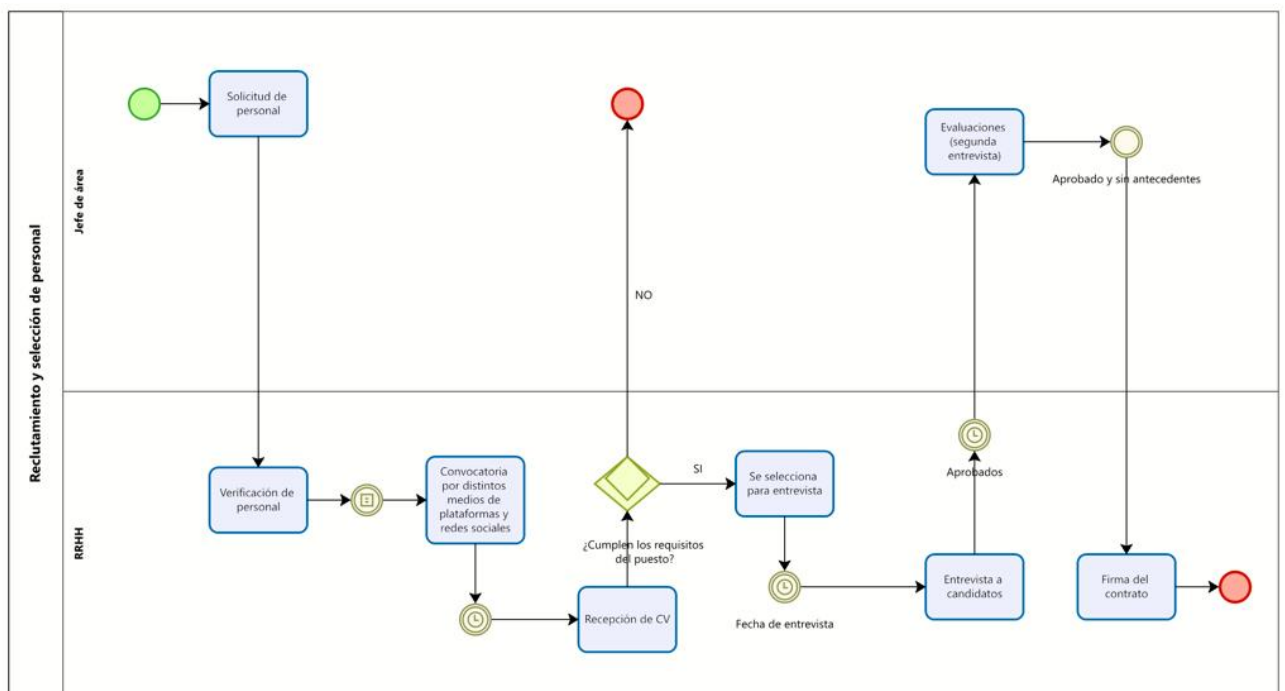 Reclutamiento y selección de personal
Jefe de área
Solicitud de
personal
Evaluaciones
(segunda
entrevista)
Aprobado y sin antecedentes
NO
RRHH
Verificación de
personal
Convocatoria
por distintos
medios de
plataformas y
redes sociales
¿Cumplen los requisitos
del puesto?
Recepción de CV
SI
Se selecciona
para entrevista
Fecha de entrevista
Aprobados
Entrevista a
candidatos
Firma del
contrato